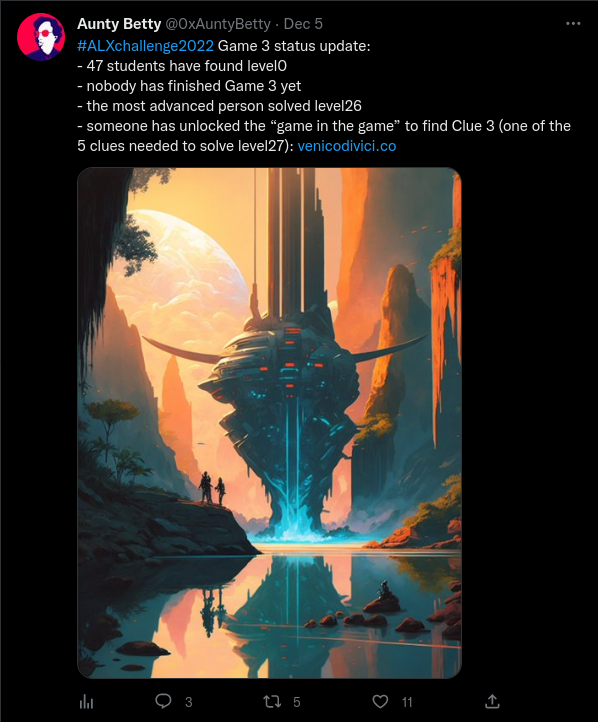 Aunty Betty @0xAuntyBetty · Dec 5
#ALXchallenge2022 Game 3 status update:
- 47 students have found level0
- nobody has finished Game 3 yet
- the most advanced person solved level26
- someone has unlocked the “game in the game” to find Clue 3 (one of the
5 clues needed to solve level27): venicodivici.co
3 5 11